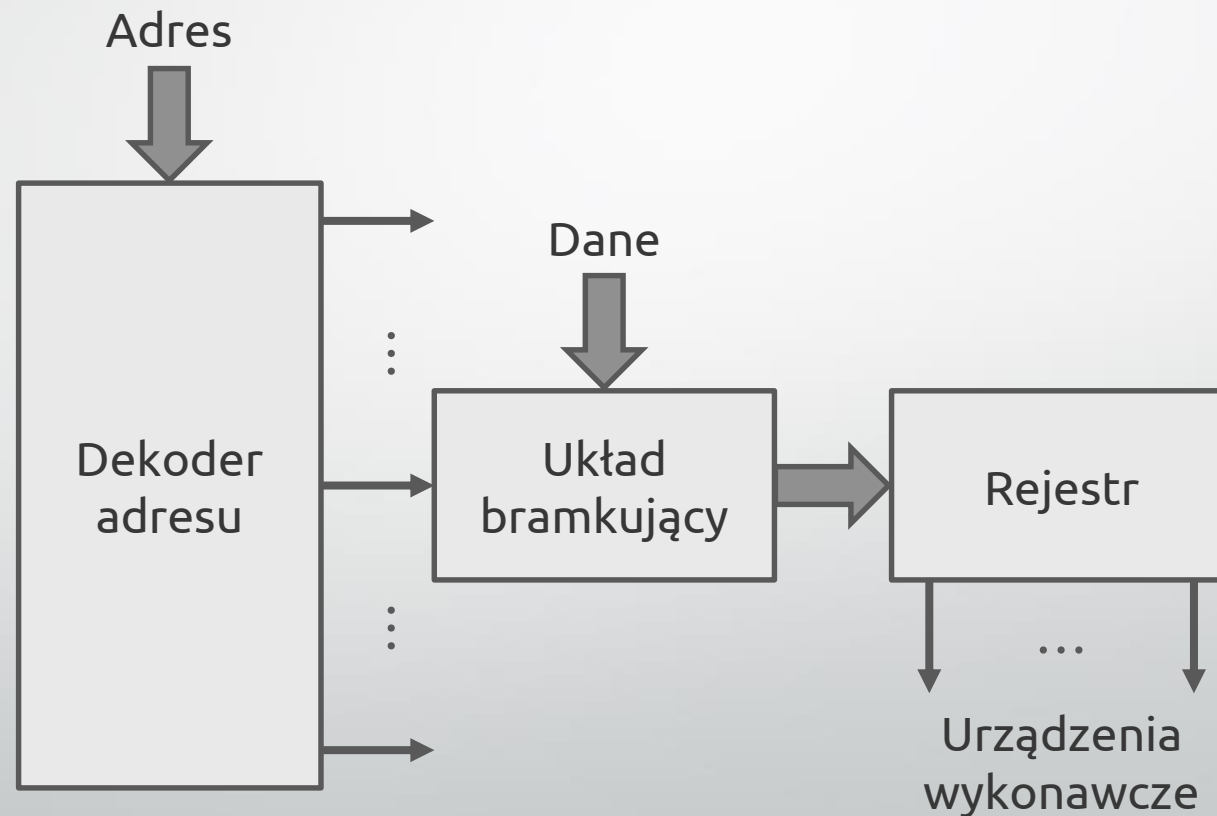 Adres
Dane
Dekoder
adresu
Układ
bramkujący
Rejestr
Urządzenia
wykonawcze